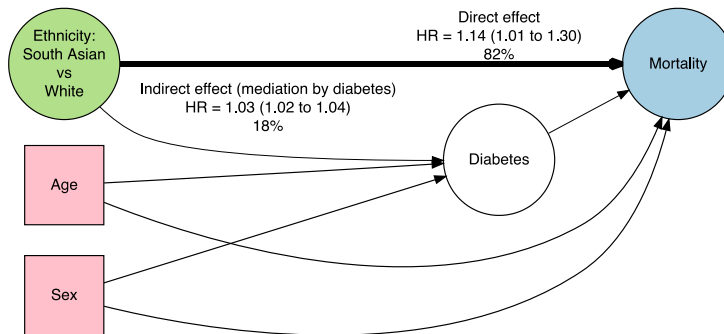 Ethnicity:
South Asian
vs
White
Direct effect
HR = 1.14 (1.01 to 1.30)
82%
Mortality
Indirect effect (mediation by diabetes)
HR = 1.03 (1.02 to 1.04)
18%
Diabetes
Age
Sex